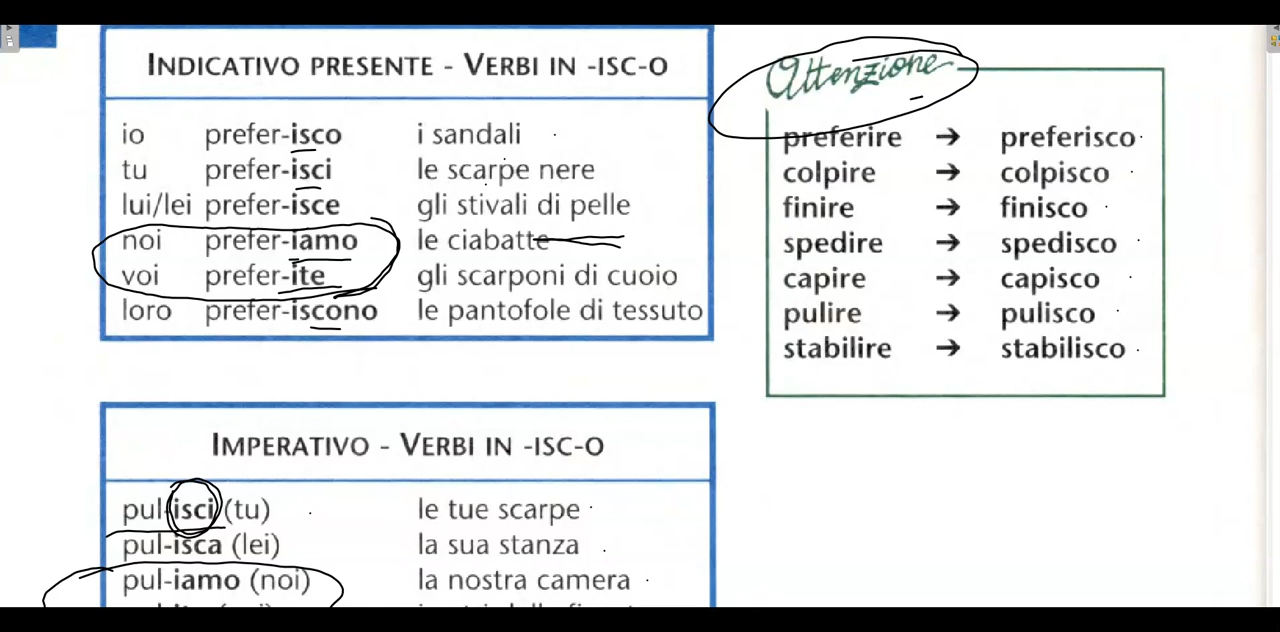 INDICATIVO PRESENTE - VERBI IN -ISC-O
io prefer-isco i sandali
tu prefer-isci le scarpe nere
lui/lei prefer-isce gli stivali di pelle
noi prefer-iamo le ciabatte
voi prefer-ite gli scarponi di cuoio
loro prefer-iscono le pantofole di tessuto
Attenzione
preferire → preferisco
colpire → colpisco
finire → finisco
spedire → spedisco
capire → capisco
pulire → pulisco
stabilire → stabilisco
IMPERATIVO - VERBI IN -ISC-O
pul-isci (tu) le tue scarpe
pul-isca (lei) la sua stanza
pul-iamo (noi) la nostra camera